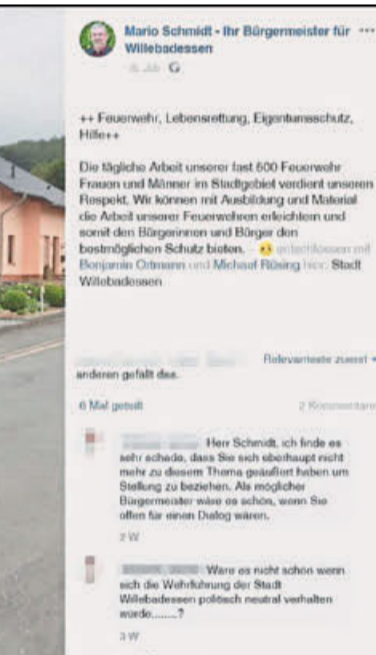 Mario Schmidt - Ihr Bürgermeister für
Willebadessen
++ Feuerwehr, Lebensrettung, Eigentumsschutz,
Hilfe++
Die tägliche Arbeit unserer fast 600 Feuerwehr
Frauen und Männer im Stadtgebiet verdient unseren
Respekt. Wir können mit Ausbildung und Material
die Arbeit unserer Feuerwehren erleichtern und
somit den Bürgerinnen und Bürger den
bestmöglichen Schutz bieten. — entschlossen mit
Benjamin Ortmann und Michael Rüsing hier: Stadt
Willebadessen.
Relevanteste zuerst
anderen gefällt das.
6 Mal geteilt
2 Kommentare
Herr Schmidt, ich finde es
sehr schade, dass Sie sich überhaupt nicht
mehr zu diesem Thema geäußert haben um
Stellung zu beziehen. Als möglicher
Bürgermeister wäre es schön, wenn Sie
offen für einen Dialog wären.
2 W
Wäre es nicht schön wenn
sich die Wehrführung der Stadt
Willebadessen politisch neutral verhalten
würde........?
3 W